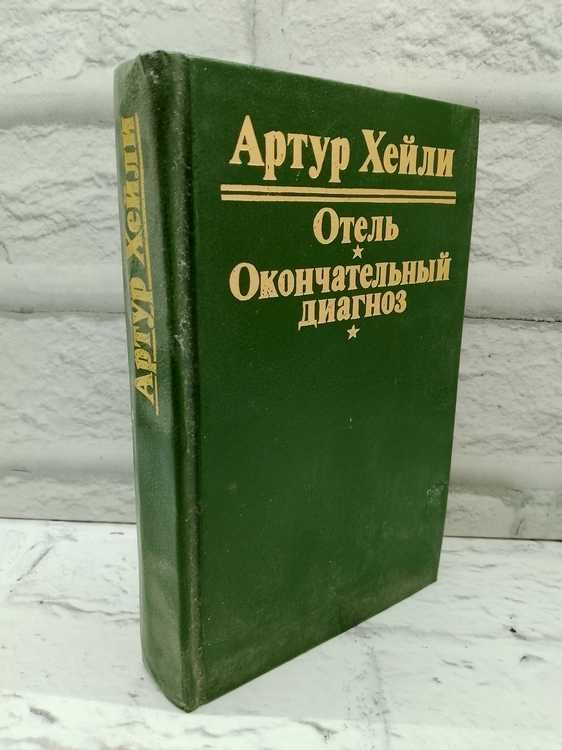 Артур Хейли
Артур Хейли
Отель
Окончательный
диагноз